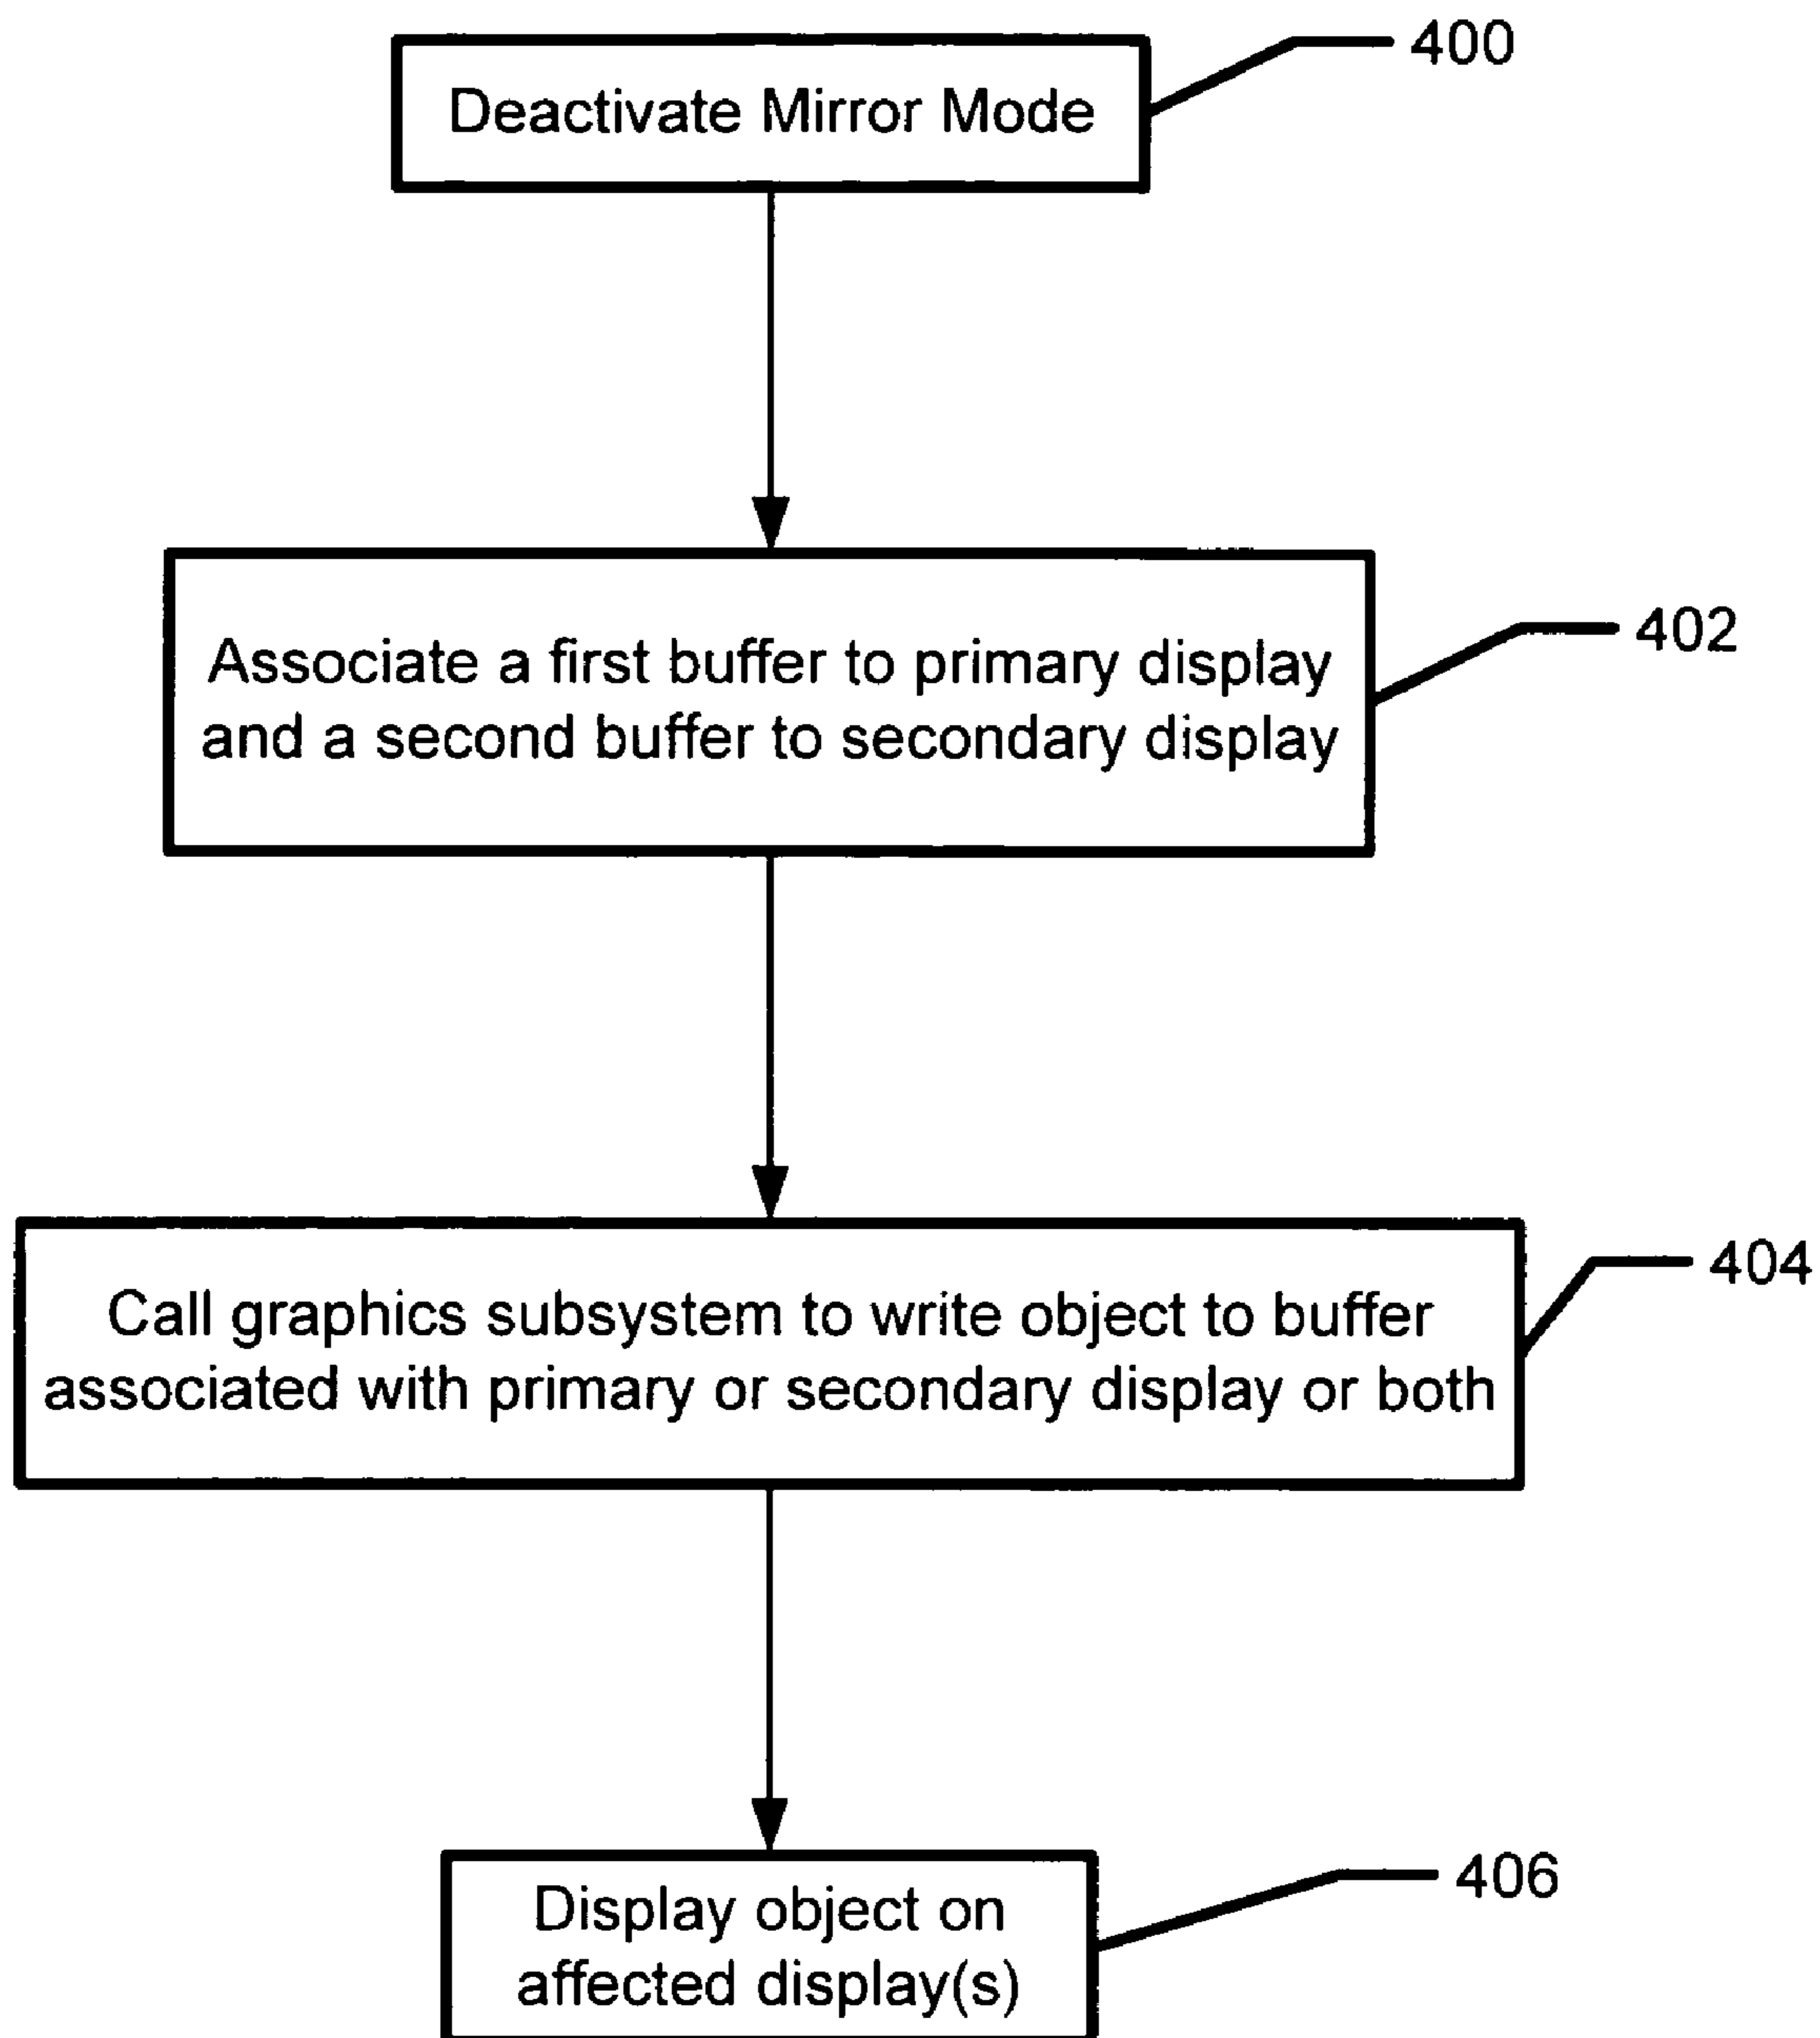 400
Deactivate Mirror Mode
402
Associate a first buffer to primary display
and a second buffer to secondary display
404
Call graphics subsystem to write object to buffer
associated with primary or secondary display or both
406
Display object on
affected display(s)